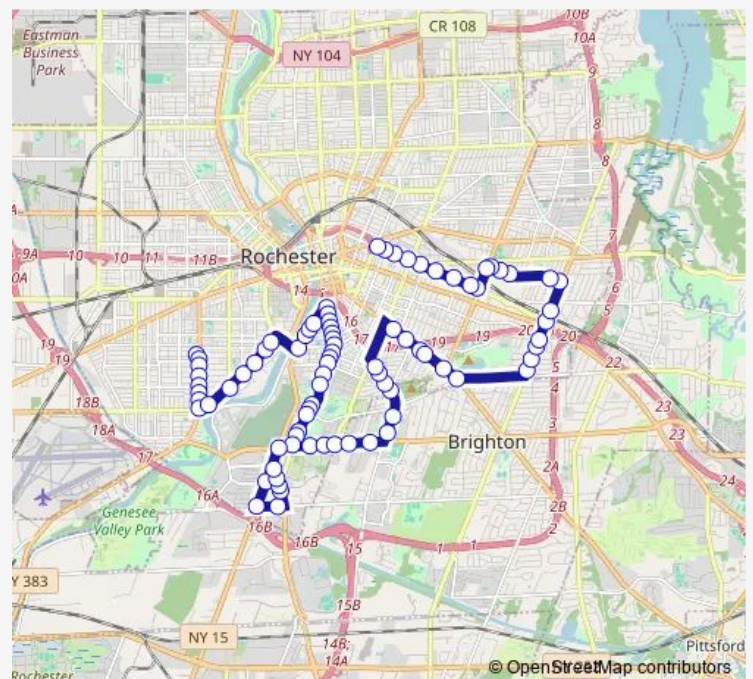 Eastman
Business
Park
CR 108
NY 104
10B
10A
9
8
8
7
6
5
A
-9A
10
10
11
11B
0A
Rochester
14
5
16
17
17
19
19
20
20
22
19
19
18B
18A
17
16A
5
4
3
2A
2B
23
23
24
Brighton
Genesee
Valley Park
16B
16B
15
1
1
2
15B
14B;
14A
Y 383
NY 15
Pittsford
Rochester
© OpenStreetMap contributors